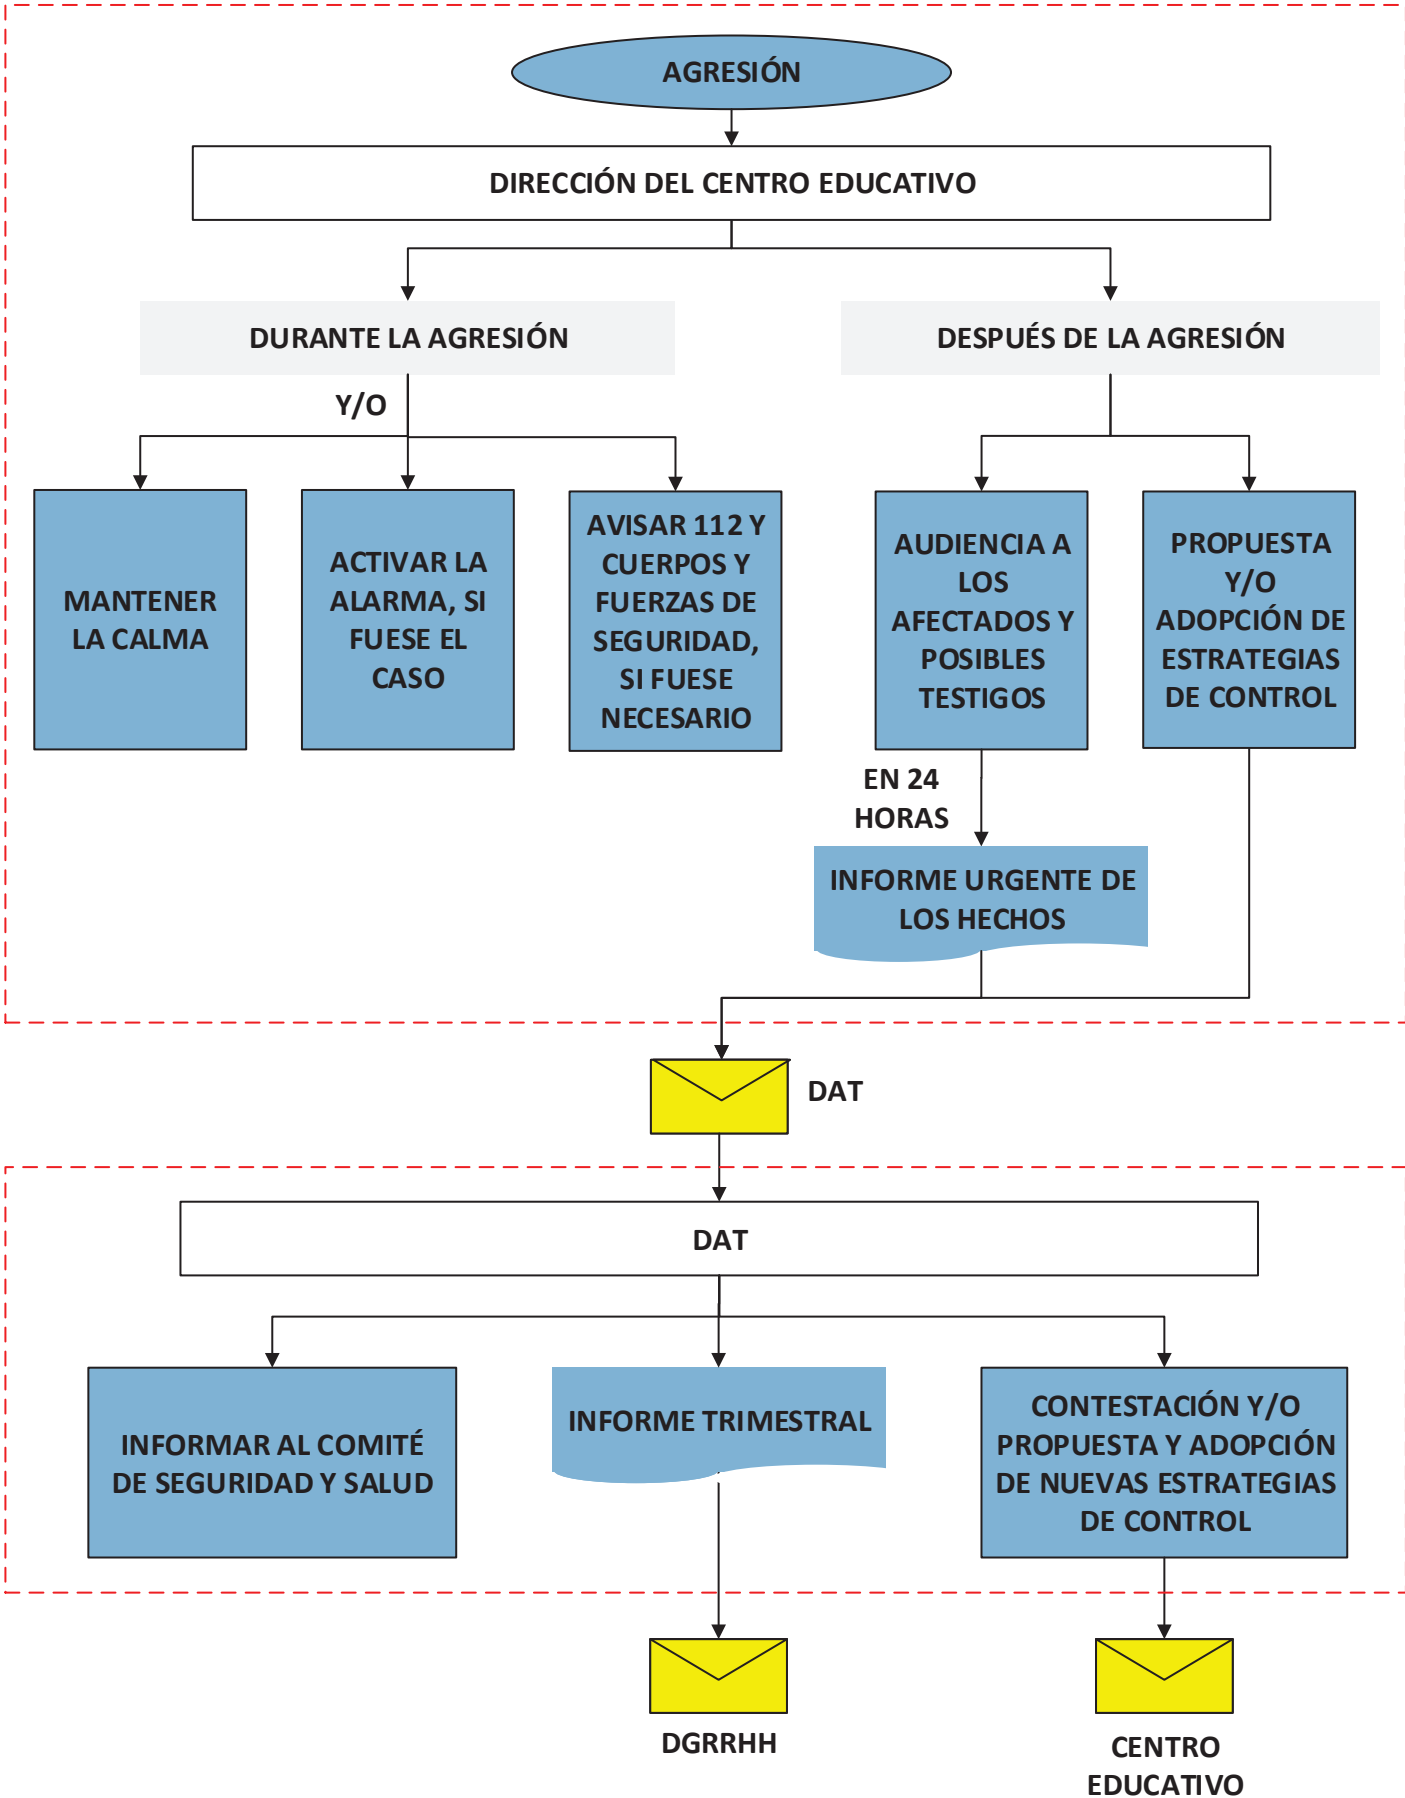 AGRESIÓN
DIRECCIÓN DEL CENTRO EDUCATIVO
DURANTE LA AGRESIÓN
DESPUÉS DE LA AGRESIÓN
Y/O
MANTENER
LA CALMA
ACTIVAR LA
ALARMA, SI
FUESE EL
CASO
AVISAR 112 Y
CUERPOS Y
FUERZAS DE
SEGURIDAD,
SI FUESE
NECESARIO
AUDIENCIA A
LOS
AFECTADOS Y
POSIBLES
TESTIGOS
PROPUESTA
Y/O
ADOPCIÓN DE
ESTRATEGIAS
DE CONTROL
EN 24
HORAS
INFORME URGENTE DE
LOS HECHOS
DAT
DAT
INFORMAR AL COMITÉ
DE SEGURIDAD Y SALUD
INFORME TRIMESTRAL
CONTESTACIÓN Y/O
PROPUESTA Y ADOPCIÓN
DE NUEVAS ESTRATEGIAS
DE CONTROL
DGRRHH
CENTRO
EDUCATIVO